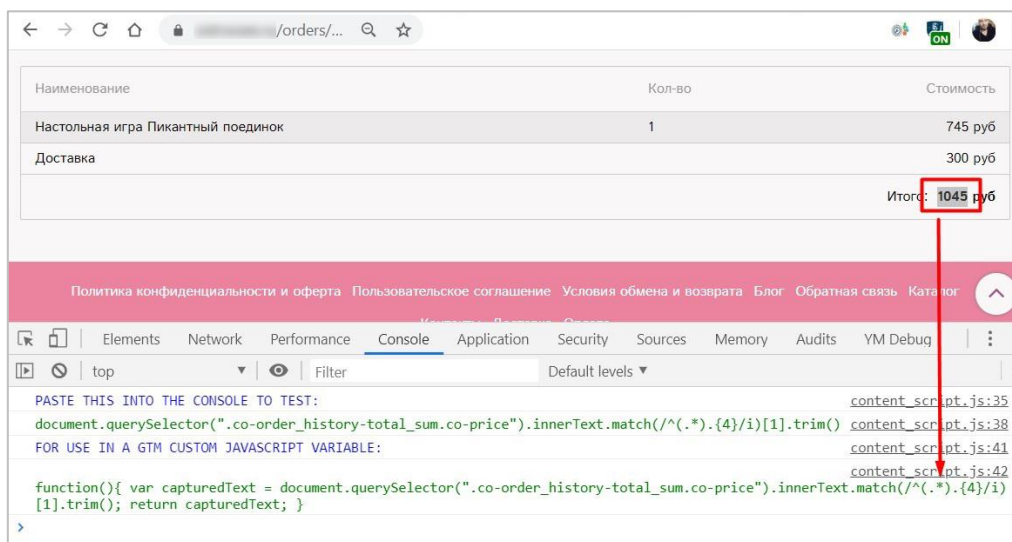 /orders/...
ON
Наименование Кол-во Стоимость
Настольная игра Пикантный поединок 1 745 руб
Доставка 300 руб
Итого: 1045 руб
Политика конфиденциальности и оферта Пользовательское соглашение Условия обмена и возврата Блог Обратная связь Каталог
Elements Network Performance Console Application Security Sources Memory Audits YM Debug
top Filter Default levels
PASTE THIS INTO THE CONSOLE TO TEST: content_script.js:35
document.querySelector(".co-order_history-total_sum.co-price").innerText.match(/^(.*).{4}/i)[1].trim() content_script.js:38
FOR USE IN A GTM CUSTOM JAVASCRIPT VARIABLE: content_script.js:41
content_script.js:42
function(){ var capturedText = document.querySelector(".co-order_history-total_sum.co-price").innerText.match(/^(.*).{4}/i)
[1].trim(); return capturedText; }